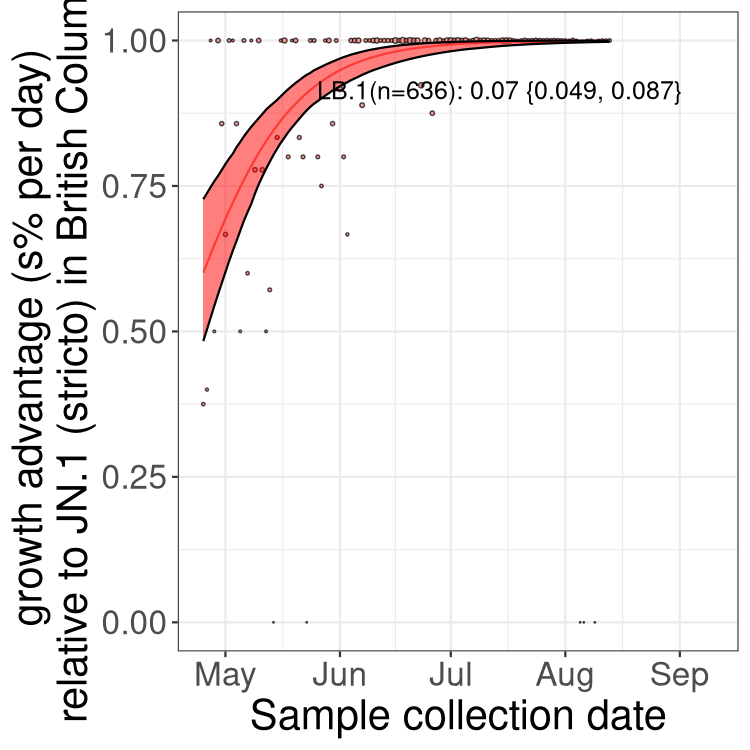 growth advantage (s% per day)
relative to JN.1 (stricto) in British Colum
1.00
0.75
0.50
0.25
0.00
LB.1(n=636): 0.07 {0.049, 0.087}
May Jun Jul Aug Sep
Sample collection date